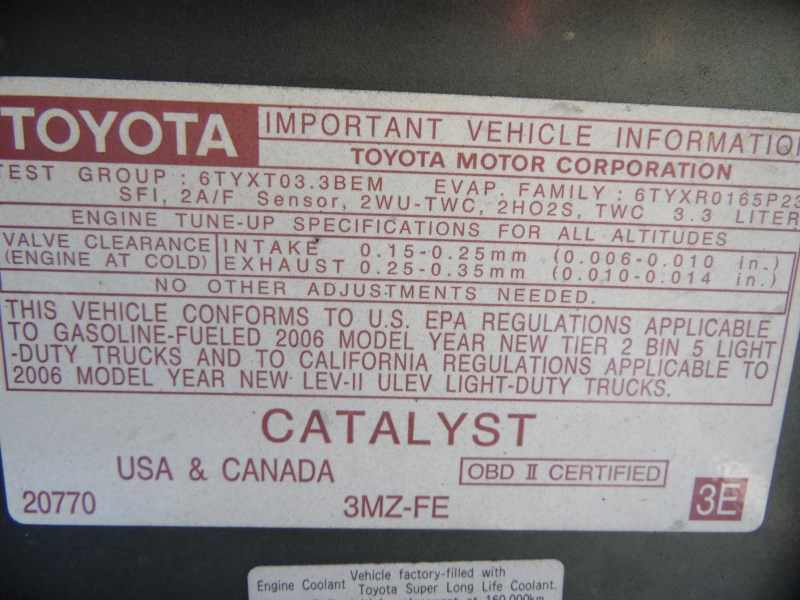 TOYOTA IMPORTANT VEHICLE INFORMATIO
TOYOTA MOTOR CORPORATION
TEST GROUP : 6TYXT03.3BEM EVAP. FAMILY : 6TYXR0165P23
SFI, 2A/F Sensor, 2WU-TWC, 2HO2S, TWC 3.3 LITER
ENGINE TUNE-UP SPECIFICATIONS FOR ALL ALTITUDES
VALVE CLEARANCE INTAKE 0.15-0.25mm (0.006-0.010 in.)
(ENGINE AT COLD) EXHAUST 0.25-0.35mm (0.010-0.014 in.)
NO OTHER ADJUSTMENTS NEEDED.
THIS VEHICLE CONFORMS TO U.S. EPA REGULATIONS APPLICABLE
TO GASOLINE-FUELED 2006 MODEL YEAR NEW TIER 2 BIN 5 LIGHT
-DUTY TRUCKS AND TO CALIFORNIA REGULATIONS APPLICABLE TO
2006 MODEL YEAR NEW LEV-II ULEV LIGHT-DUTY TRUCKS.
CATALYST
USA & CANADA OBD II CERTIFIED
20770 3MZ-FE 3E
Vehicle factory-filled with
Engine Coolant Toyota Super Long Life Coolant.
160,000km